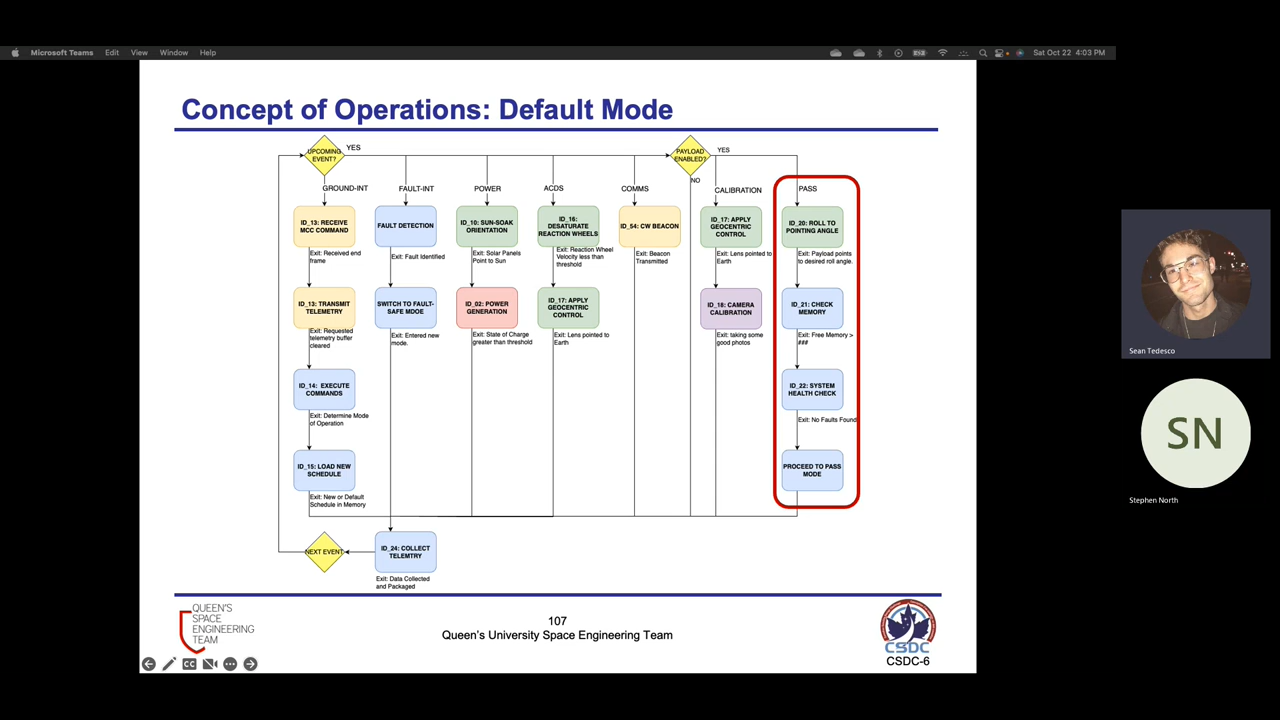 Microsoft Teams Edit View Window Help
Sat Oct 22 4:03 PM
Concept of Operations: Default Mode
UPCOMING
EVENT?
YES
PAYLOAD
ENABLED?
YES
NO
GROUND-INT
FAULT-INT
POWER
ACDS
COMMS
CALIBRATION
PASS
ID_13: RECEIVE
MCC COMMAND
Exit: Received end
frame
ID_13: TRANSMIT
TELEMETRY
Exit: Requested
telemetry buffer
cleared
ID_14: EXECUTE
COMMANDS
Exit: Determine Mode
of Operation
ID_15: LOAD NEW
SCHEDULE
Exit: New or Default
Schedule in Memory
FAULT DETECTION
Exit: Fault Identified
SWITCH TO FAULT-
SAFE MDOE
Exit: Entered new
mode.
ID_10: SUN-SOAK
ORIENTATION
Exit: Solar Panels
Point to Sun
ID_02: POWER
GENERATION
Exit: State of Charge
greater than threshold
ID_16:
DESATURATE
REACTION WHEELS
Exit: Reaction Wheel
Velocity less than
threshold
ID_17: APPLY
GEOCENTRIC
CONTROL
Exit: Lens pointed to
Earth
ID_54: CW BEACON
Exit: Beacon
Transmitted
ID_17: APPLY
GEOCENTRIC
CONTROL
Exit: Lens pointed to
Earth
ID_18: CAMERA
CALIBRATION
Exit: taking some
good photos
ID_20: ROLL TO
POINTING ANGLE
Exit: Payload points
to desired roll angle.
ID_21: CHECK
MEMORY
Exit: Free Memory >
###
ID_22: SYSTEM
HEALTH CHECK
Exit: No Faults Found
PROCEED TO PASS
MODE
NEXT EVENT
ID_24: COLLECT
TELEMTRY
Exit: Data Collected
and Packaged
QUEEN'S
SPACE
ENGINEERING
TEAM
107
Queen's University Space Engineering Team
CSDC
CSDC-6
CC
Sean Tedesco
SN
Stephen North